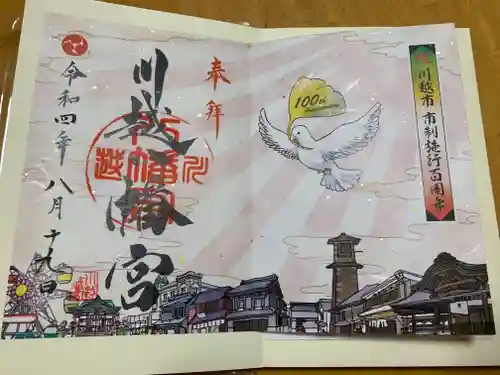 川越市 市制施行百周年
100th
奉拝
川越八幡宮
令和四年 八月 十九日